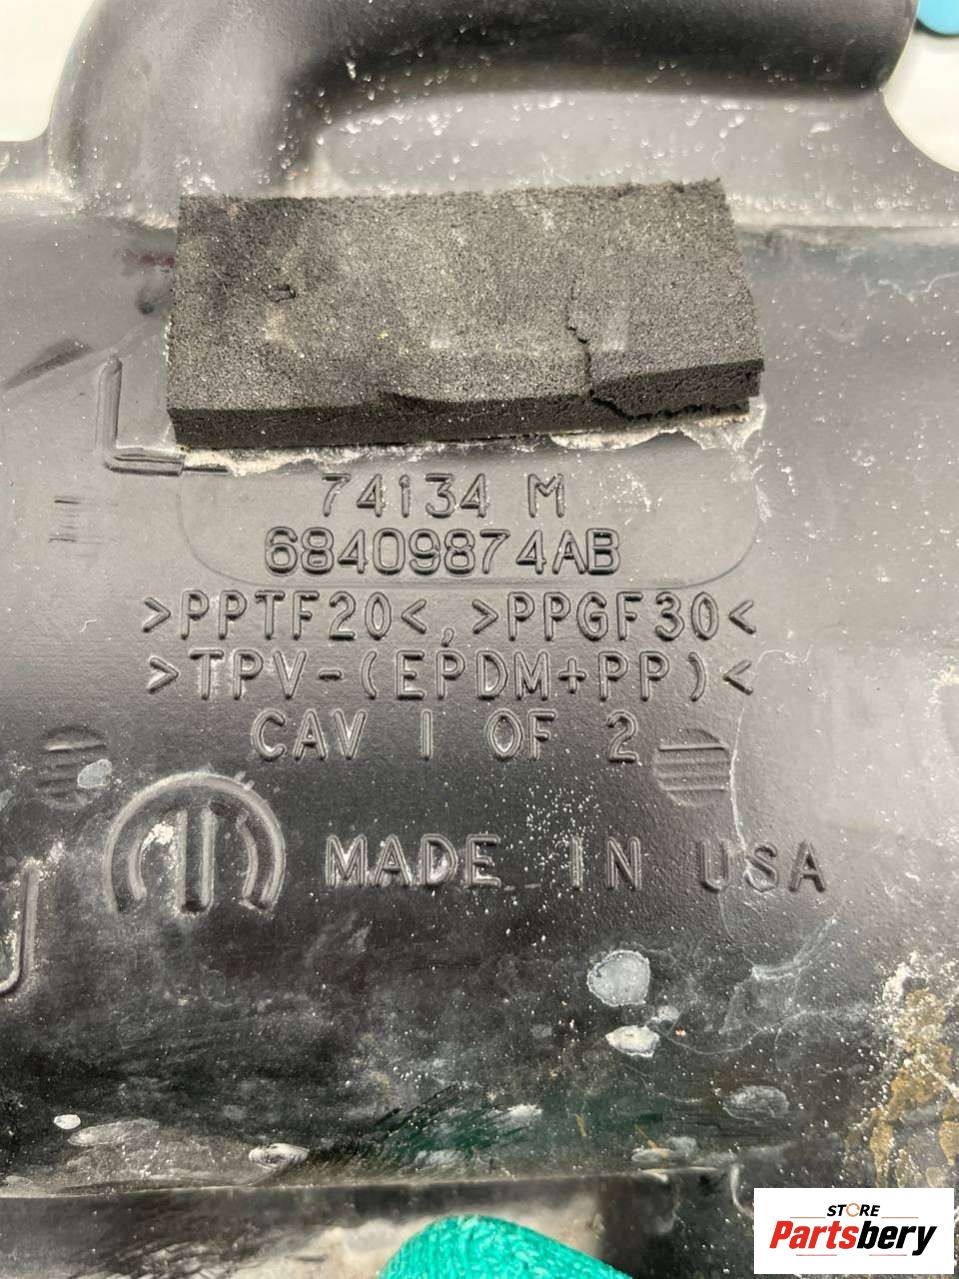 74134 M
68409874AB
>PPTF20<, >PPGF30<
>TPV-(EPDM+PP)<
CAV 1 OF 2
MADE IN USA
STORE
Partsbery